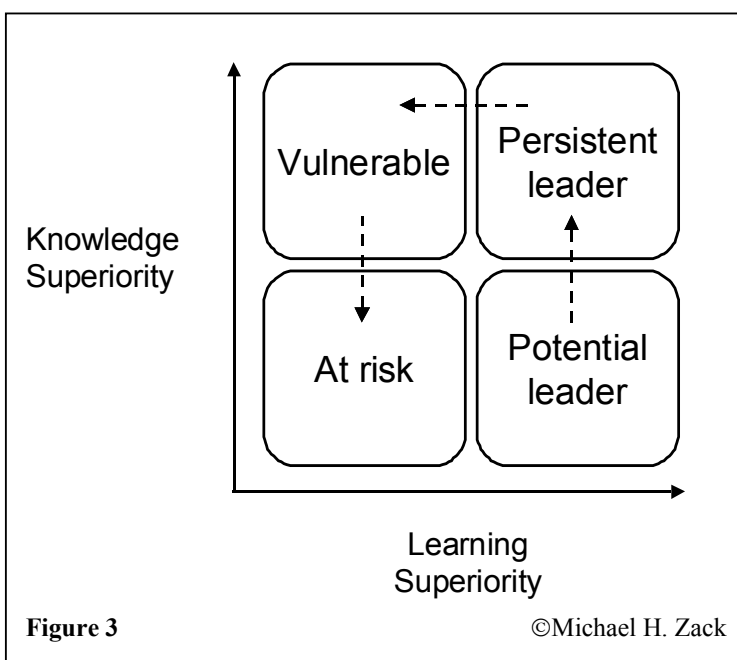 Vulnerable
Persistent
leader
Knowledge
Superiority
At risk
Potential
leader
Learning
Superiority
Figure 3
©Michael H. Zack